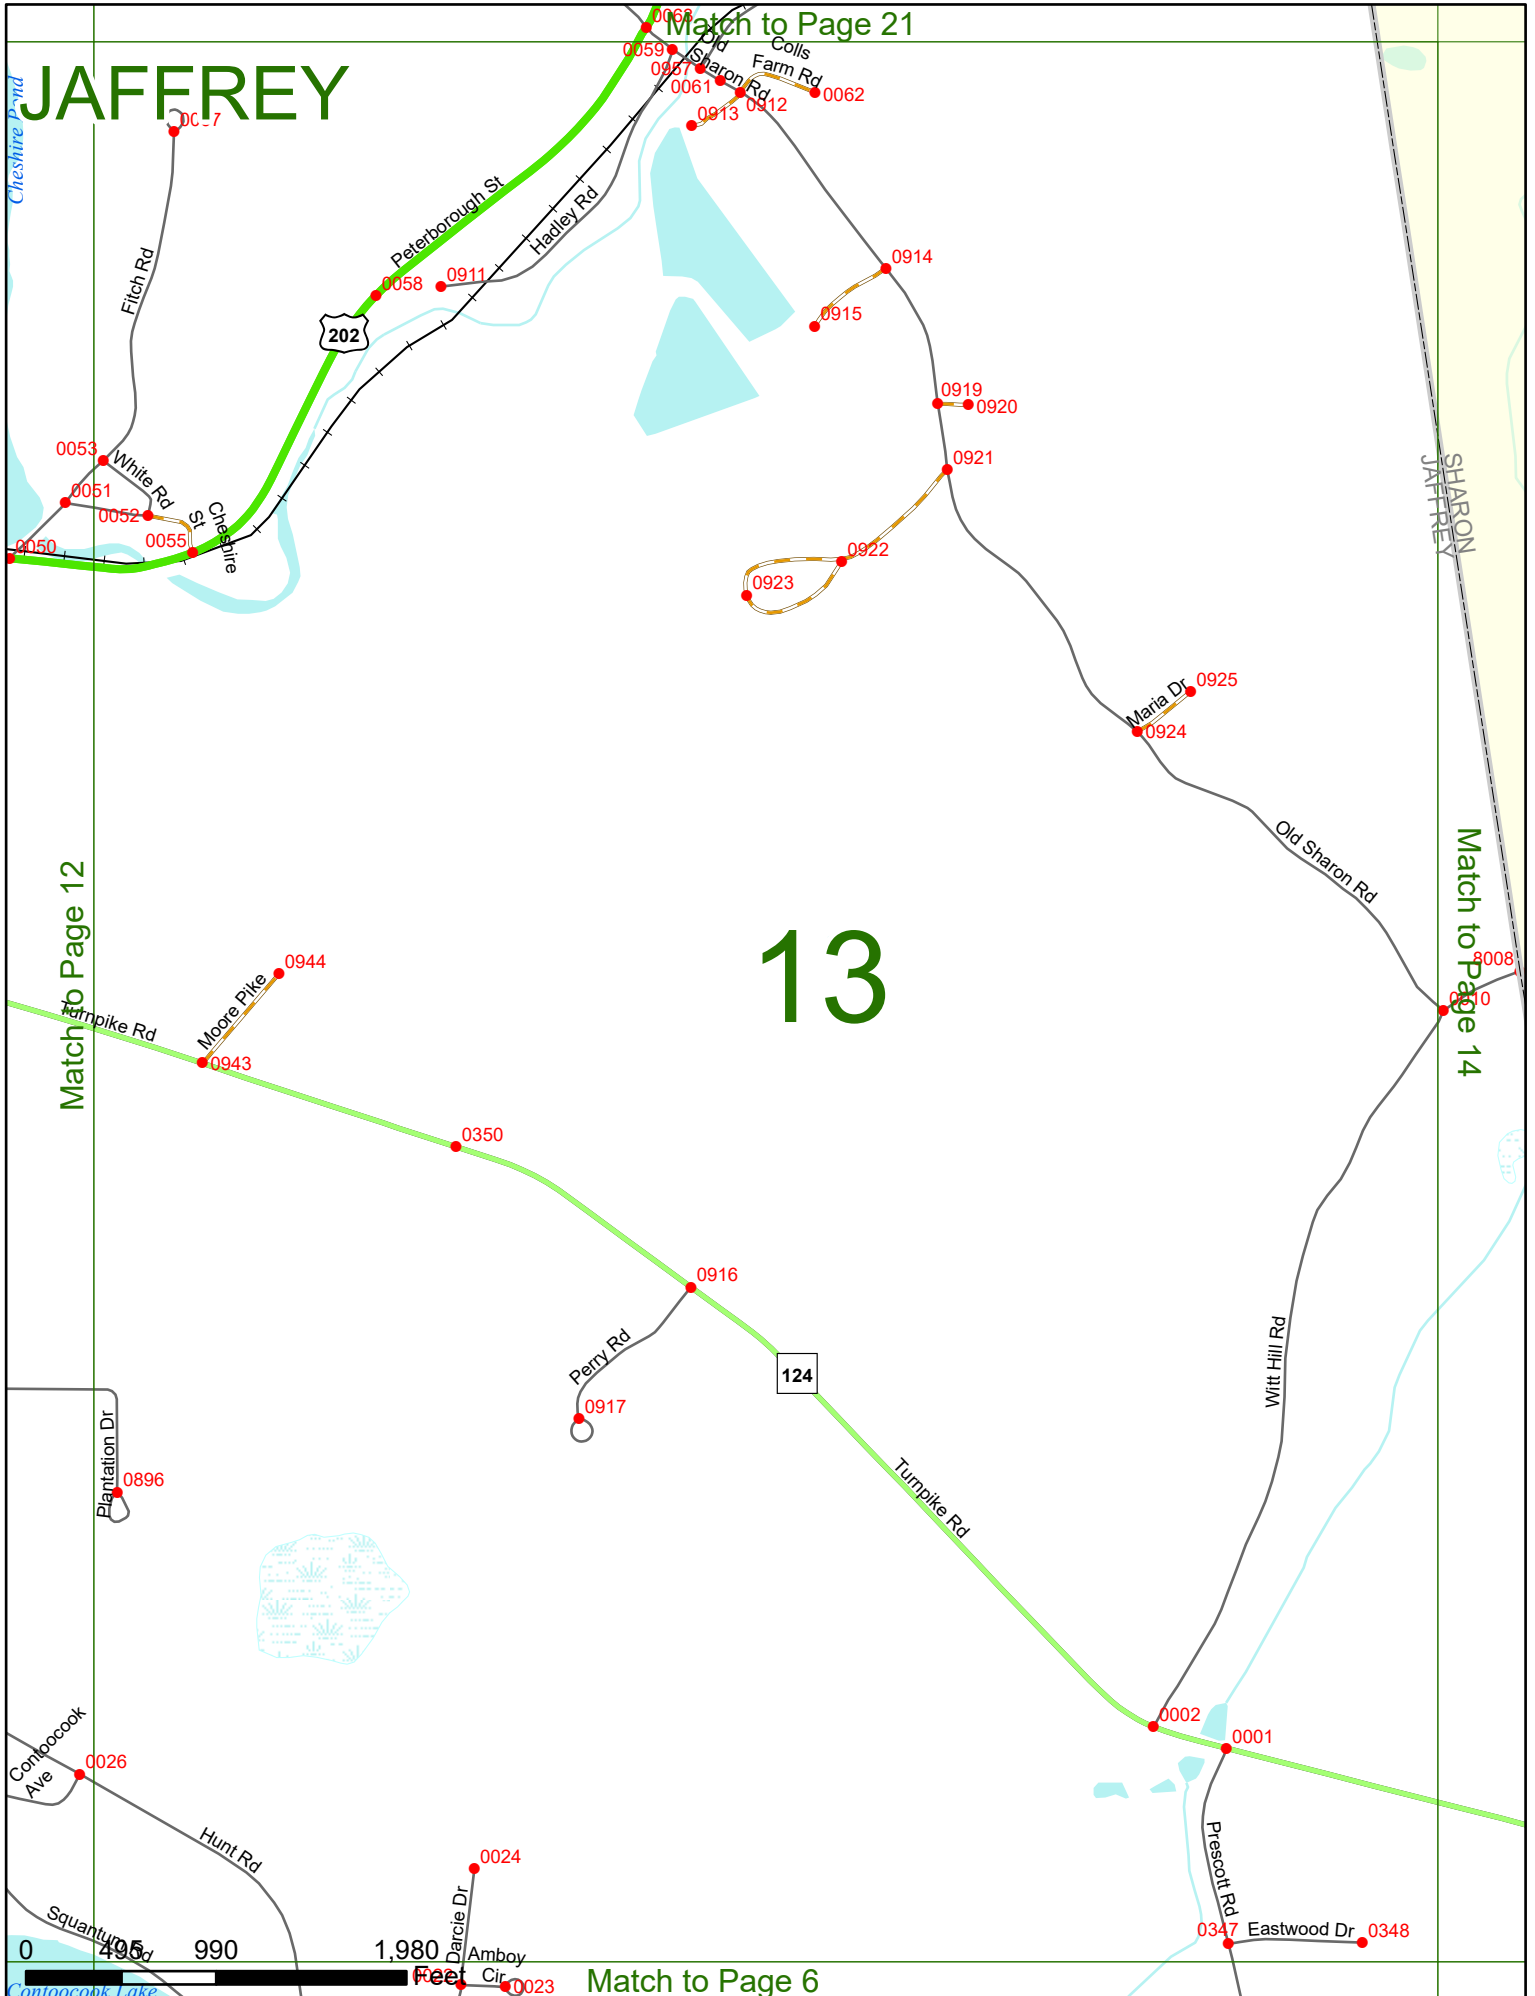 JAFFREY
Match to Page 21
0063
0059
Old
Sharon Rd
Colls
Farm Rd
0957
0061
0062
0912
0913
Cheshire Pond
Fitch Rd
Peterborough St
Hadley Rd
0911
0058
202
0914
0915
0919
0920
0921
0053
White Rd
0051
0052
Cheshire
St
0055
0050
0922
0923
SHARON
JAFFREY
Maria Dr
0925
0924
Old Sharon Rd
Match to Page 12
Match to Page 14
13
8008
0010
0944
Moore Pike
Turnpike Rd
0943
0350
0916
Perry Rd
0917
124
Witt Hill Rd
Plantation Dr
0896
Turnpike Rd
0002
0001
Contoocook
Ave
0026
Hunt Rd
0024
Darcie Dr
Prescott Rd
Squantum Rd
0347
Eastwood Dr
0348
0 495 990 1,980
Feet
Amboy
Cir
0023
Match to Page 6
Contoocook Lake